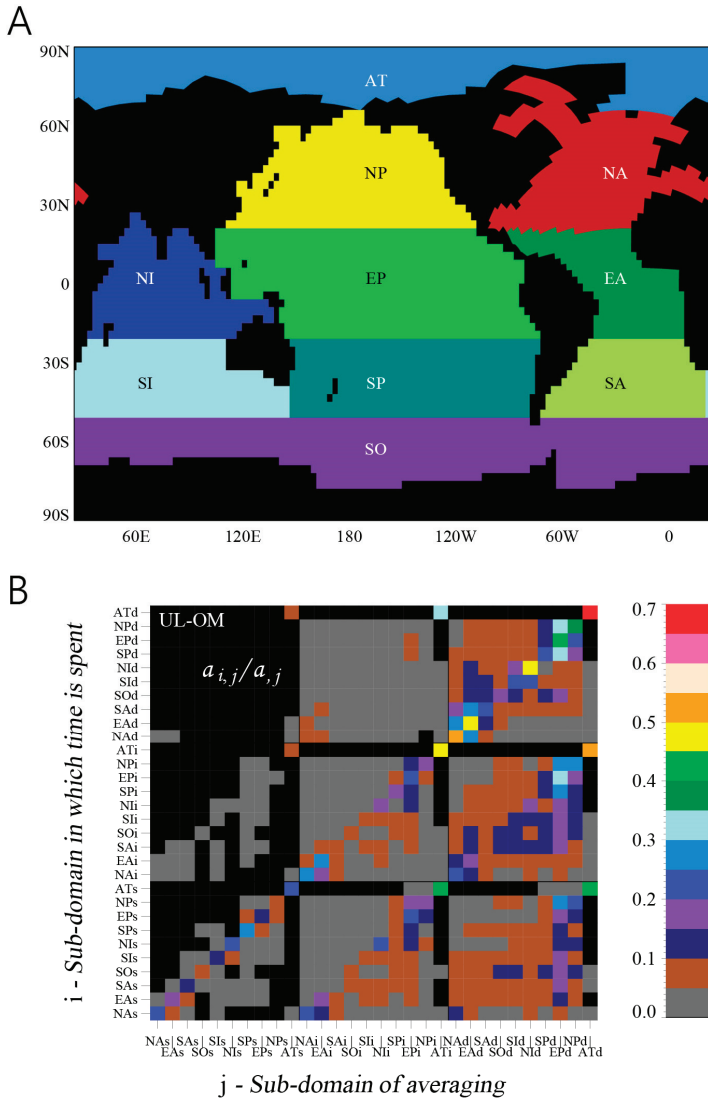 A
90N
60N
30N
0
30S
60S
90S
AT
NP
NA
NI
EP
EA
SI
SP
SA
SO
60E 120E 180 120W 60W 0
B
UL-OM
a i,j / a ,j
i - Sub-domain in which time is spent
ATd
NPd
EPd
SPd
NId
SId
SOd
SAd
EAd
NAd
ATi
NPi
EPi
SPi
NIi
SIi
SOi
SAi
EAi
NAi
ATs
NPs
EPs
SPs
NIs
SIs
SOs
SAs
EAs
NAs
NAs| SAs| SIs| SPs| NPs| NAi| SAi| SIi| SPi| NPi| NAd| SAd| SId| SPd| NPd|
EAs| SOs| NIs| EPs| ATs| EAi| SOi| NIi| EPi| ATi| EAd| SOd| NId| EPd| ATd
j - Sub-domain of averaging
0.7
0.6
0.5
0.4
0.3
0.2
0.1
0.0